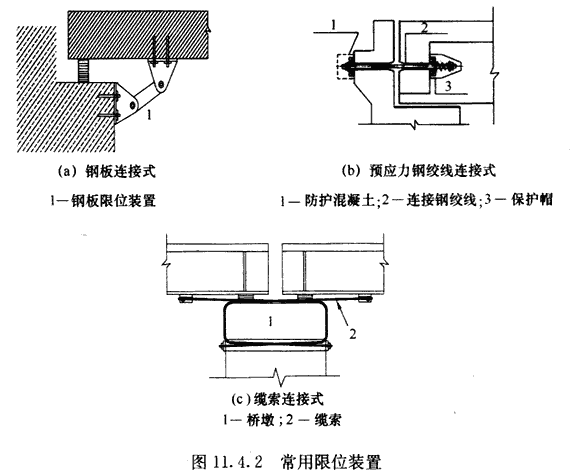 1
1
2
3
(a) 钢板连接式
(b) 预应力钢绞线连接式
1—钢板限位装置
1—防护混凝土;2—连接钢绞线;3—保护帽
1
2
(c)缆索连接式
1—桥墩;2—缆索
图 11.4.2 常用限位装置